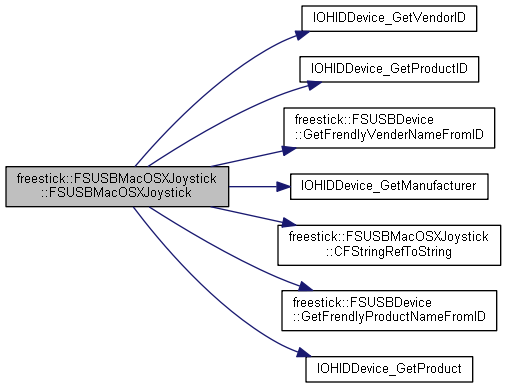 IOHIDDevice_GetVendorID
IOHIDDevice_GetProductID
freestick::FSUSBDevice
::GetFrendlyVenderNameFromID
freestick::FSUSBMacOSXJoystick
::FSUSBMacOSXJoystick
IOHIDDevice_GetManufacturer
freestick::FSUSBMacOSXJoystick
::CFStringRefToString
freestick::FSUSBDevice
::GetFrendlyProductNameFromID
IOHIDDevice_GetProduct